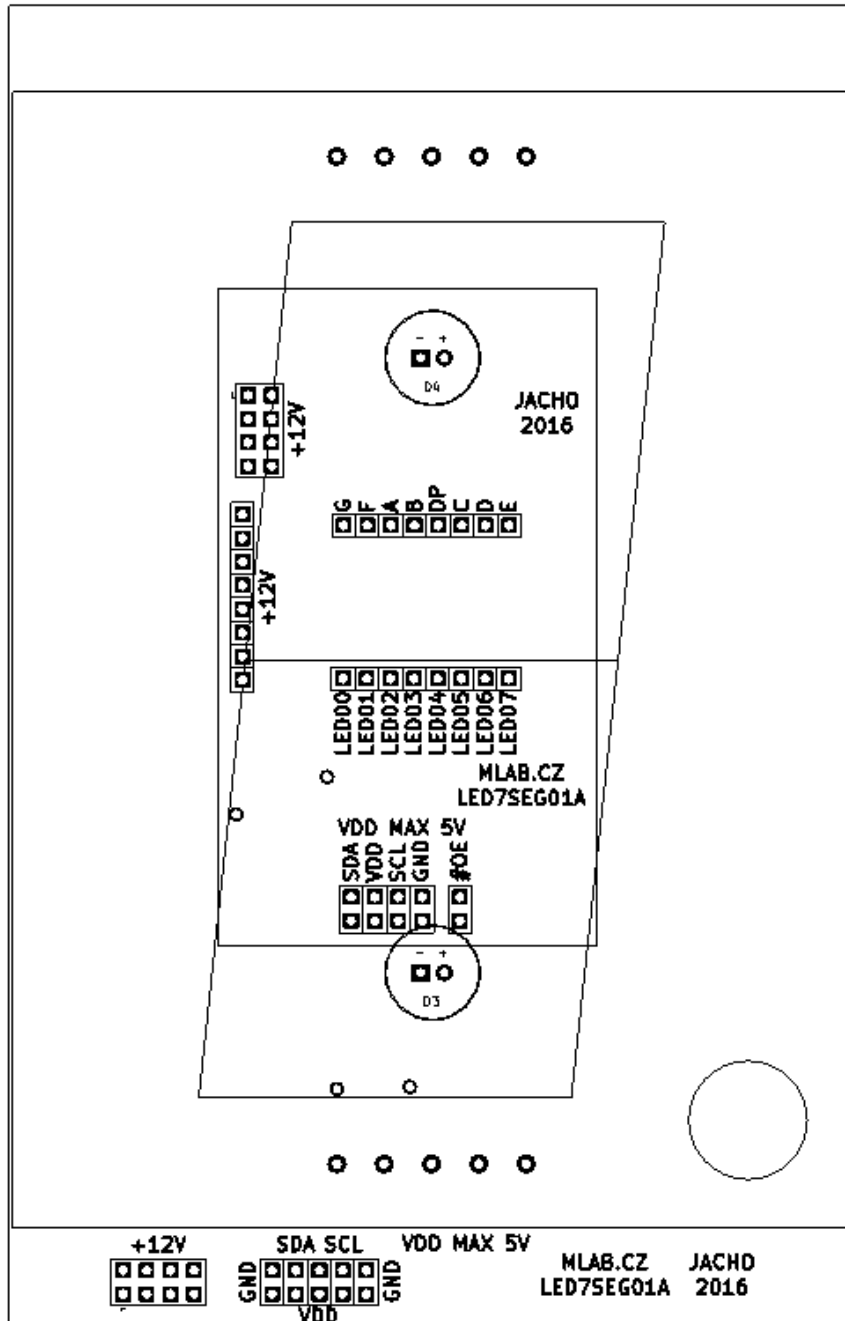 - +
D4
JACHO
2016
+12V
G
F
A
B
DP
C
D
E
+12V
LED00
LED01
LED02
LED03
LED04
LED05
LED06
LED07
MLAB.CZ
LED7SEG01A
VDD MAX 5V
SDA
VDD
SCL
GND
#OE
- +
D3
+12V
SDA SCL
VDD MAX 5V
GND
GND
VDD
MLAB.CZ
LED7SEG01A
JACHO
2016